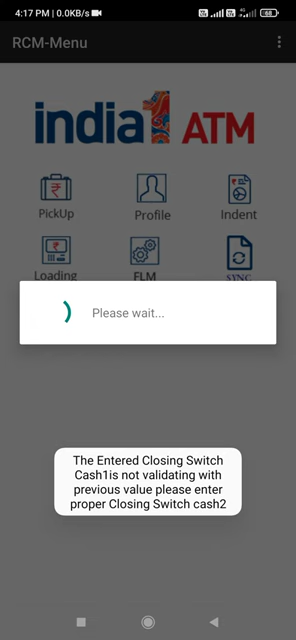 4:17 PM | 0.0KB/s
68
RCM-Menu
india1 ATM
PickUp
Profile
Indent
Loading
FLM
SYNC
Please wait...
The Entered Closing Switch
Cash1is not validating with
previous value please enter
proper Closing Switch cash2